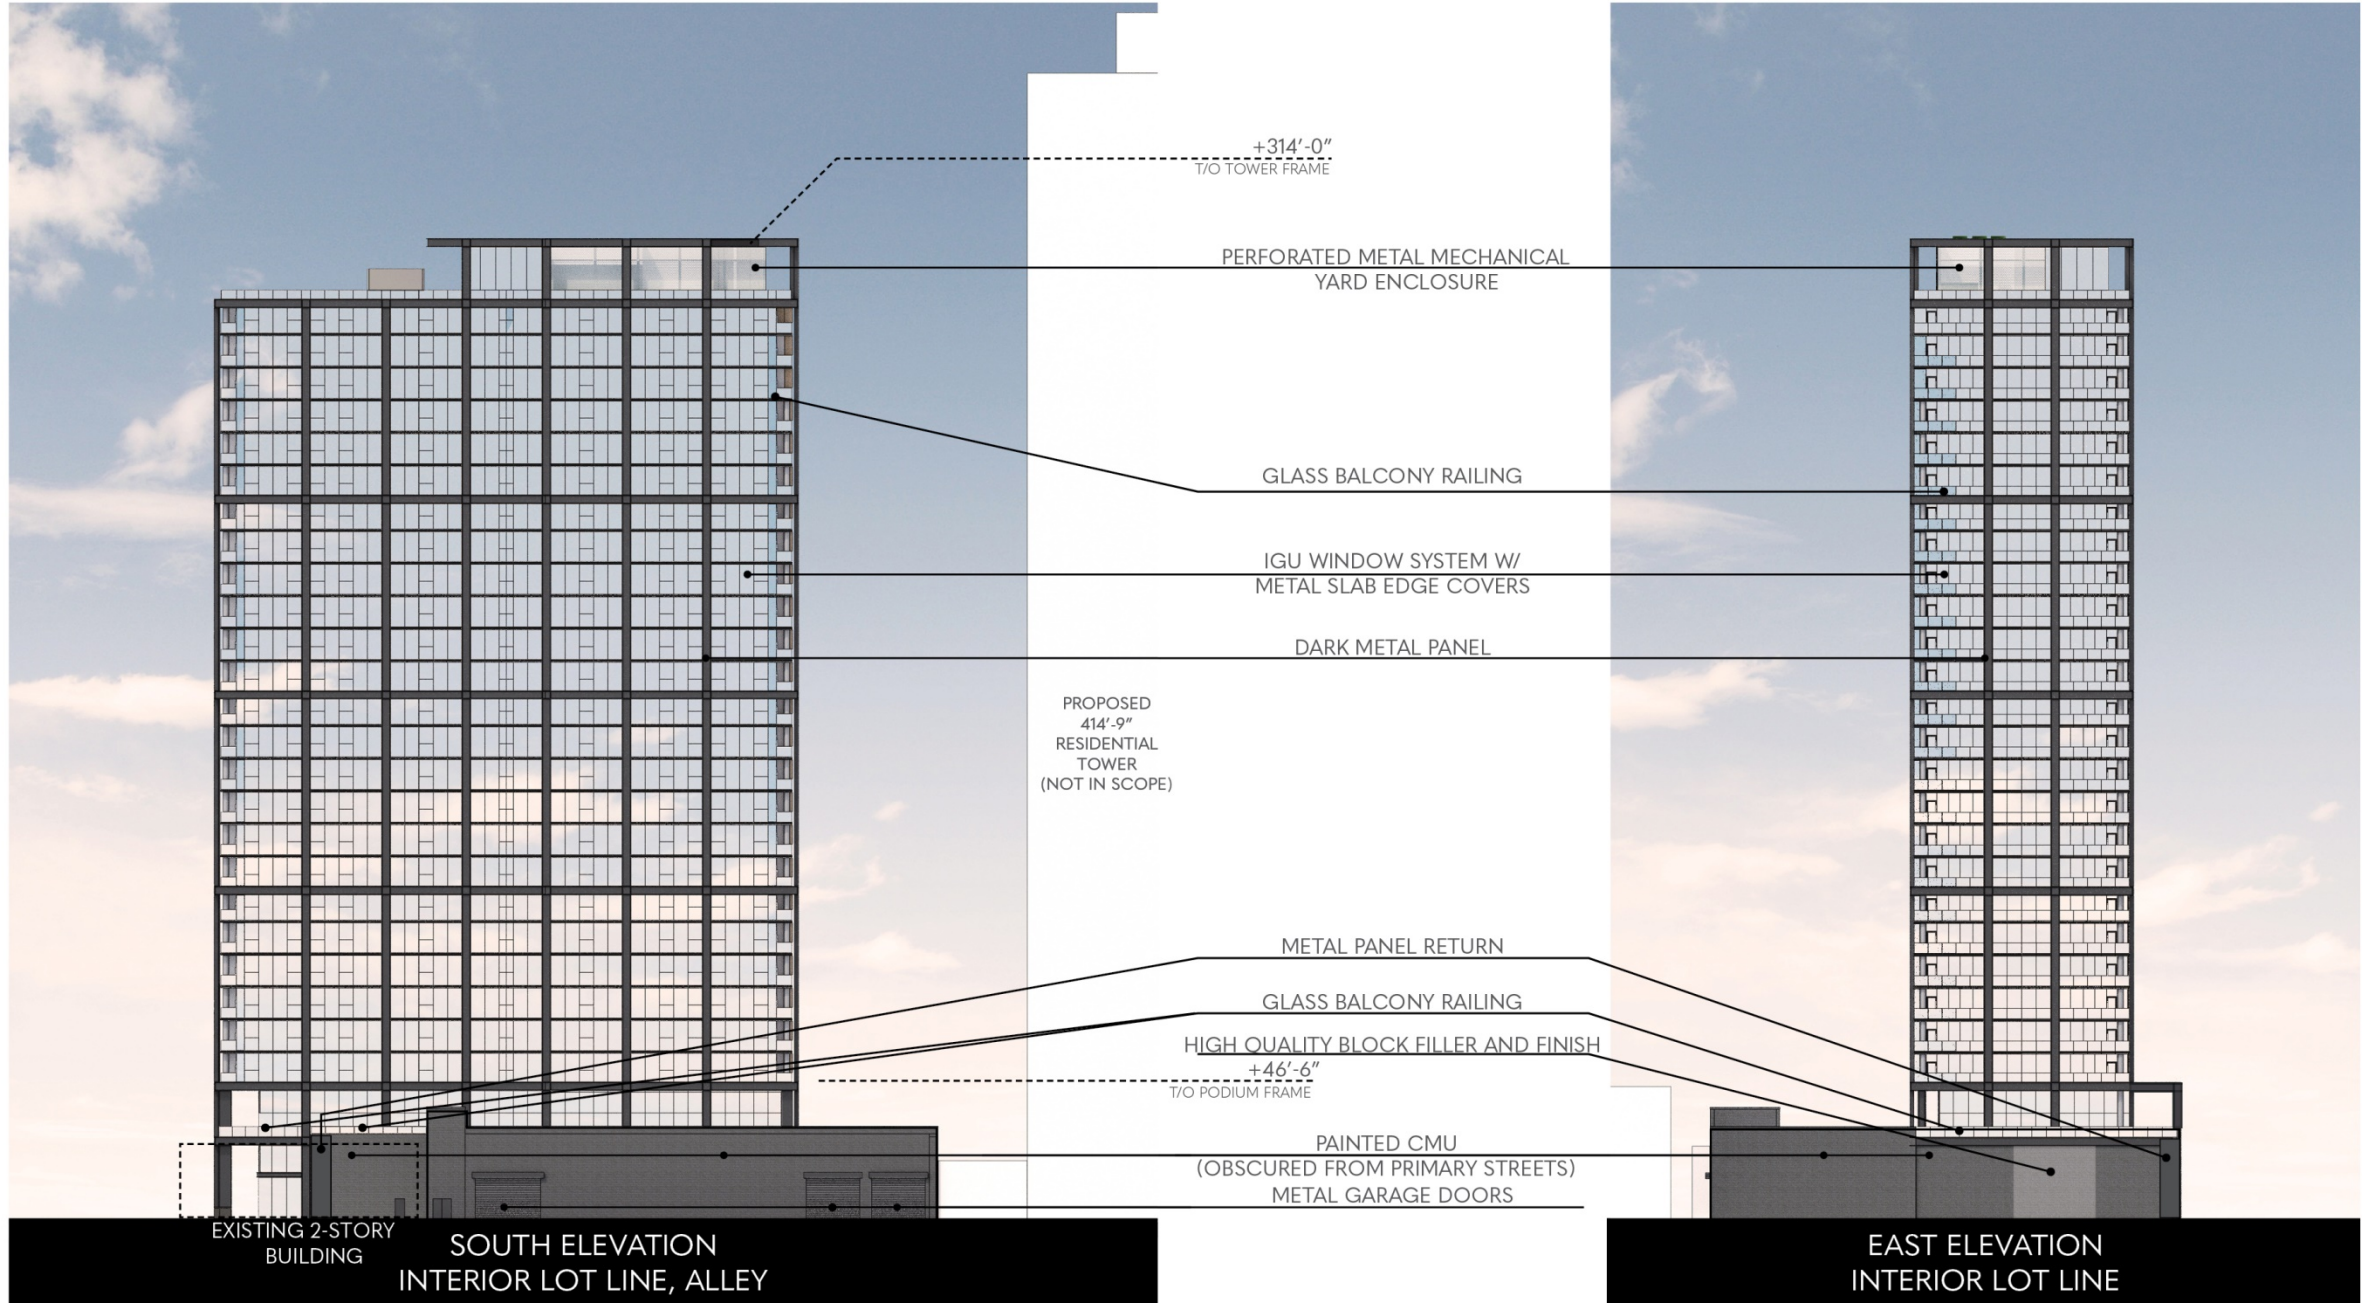 +314'-0"
T/O TOWER FRAME
PERFORATED METAL MECHANICAL
YARD ENCLOSURE
GLASS BALCONY RAILING
IGU WINDOW SYSTEM W/
METAL SLAB EDGE COVERS
DARK METAL PANEL
PROPOSED
414'-9"
RESIDENTIAL
TOWER
(NOT IN SCOPE)
METAL PANEL RETURN
GLASS BALCONY RAILING
HIGH QUALITY BLOCK FILLER AND FINISH
+46'-6"
T/O PODIUM FRAME
PAINTED CMU
(OBSCURED FROM PRIMARY STREETS)
METAL GARAGE DOORS
EXISTING 2-STORY
BUILDING
SOUTH ELEVATION
INTERIOR LOT LINE, ALLEY
EAST ELEVATION
INTERIOR LOT LINE